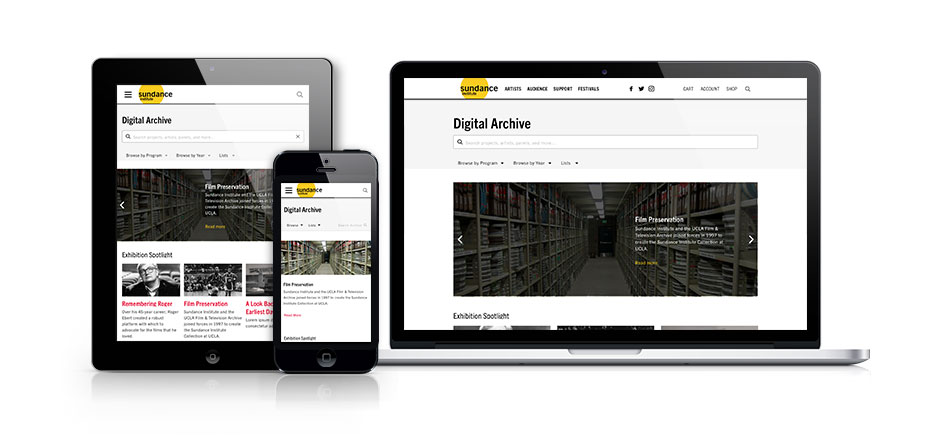 sundance
institute
Digital Archive
Search projects, artists, panels, and more...
Browse by Program
Browse by Year
Lists
Film Preservation
Sundance Institute and the UCLA Film &
Television Archive joined forces in 1997 to
create the Sundance Institute Collection at
UCLA.
Read more
Exhibition Spotlight
Remembering Roger
Over his 45-year career, Roger
Ebert created a robust
platform with which to
advocate for the films that he
loved.
Film Preservation
Sundance Institute and the
UCLA Film & Television Archive
joined forces in 1997 to create
the Sundance Institute
Collection at UCLA.
A Look Back
Earliest Da
Lorem ipsum
consectetur
sundance
institute
Digital Archive
Browse
Lists
Search Archive
Film Preservation
Sundance Institute and the UCLA Film & Television
Archive joined forces in 1997 to create the Sundance
Institute Collection at UCLA.
Read More
Exhibition Spotlight
sundance
institute
ARTISTS
AUDIENCE
SUPPORT
FESTIVALS
CART
ACCOUNT
SHOP
Digital Archive
Search projects, artists, panels, and more...
Browse by Program
Browse by Year
Lists
Film Preservation
Sundance Institute and the UCLA Film &
Television Archive joined forces in 1997 to
create the Sundance Institute Collection at
UCLA.
Read More
Exhibition Spotlight